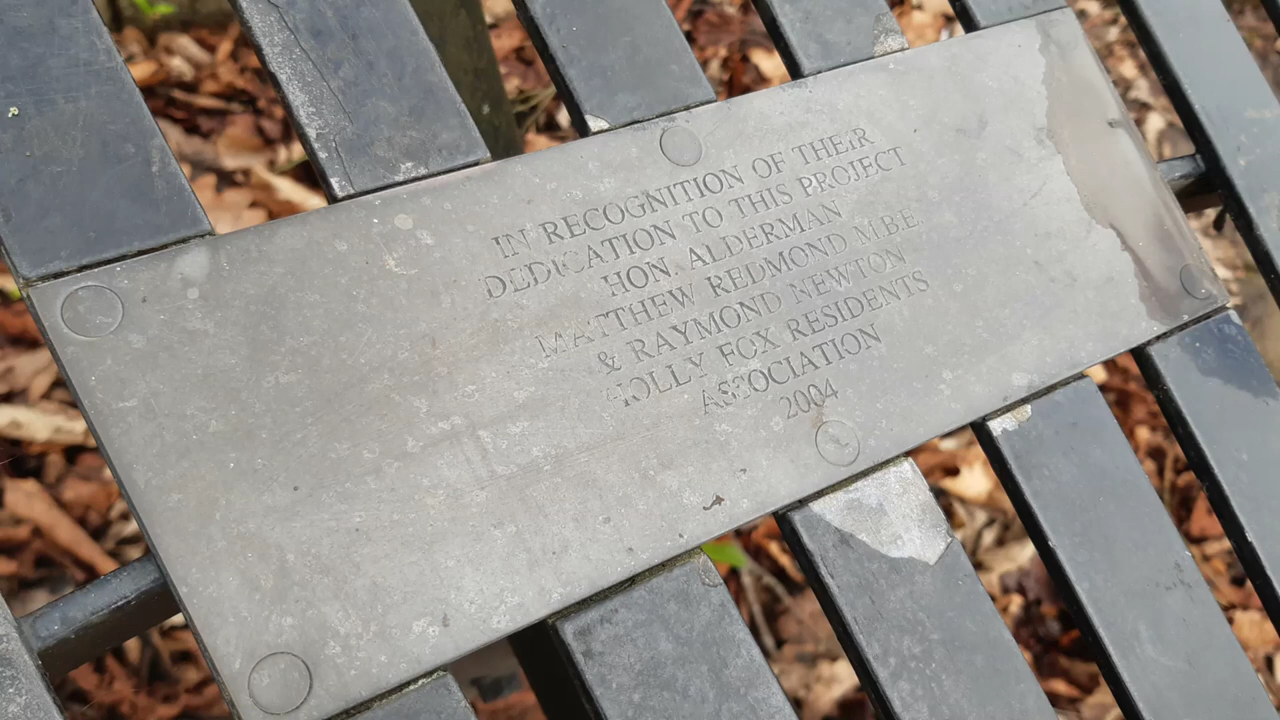 IN RECOGNITION OF THEIR
DEDICATION TO THIS PROJECT
HON. ALDERMAN
MATTHEW REDMOND M.B.E.
& RAYMOND NEWTON
HOLLY FOX RESIDENTS
ASSOCIATION
2004